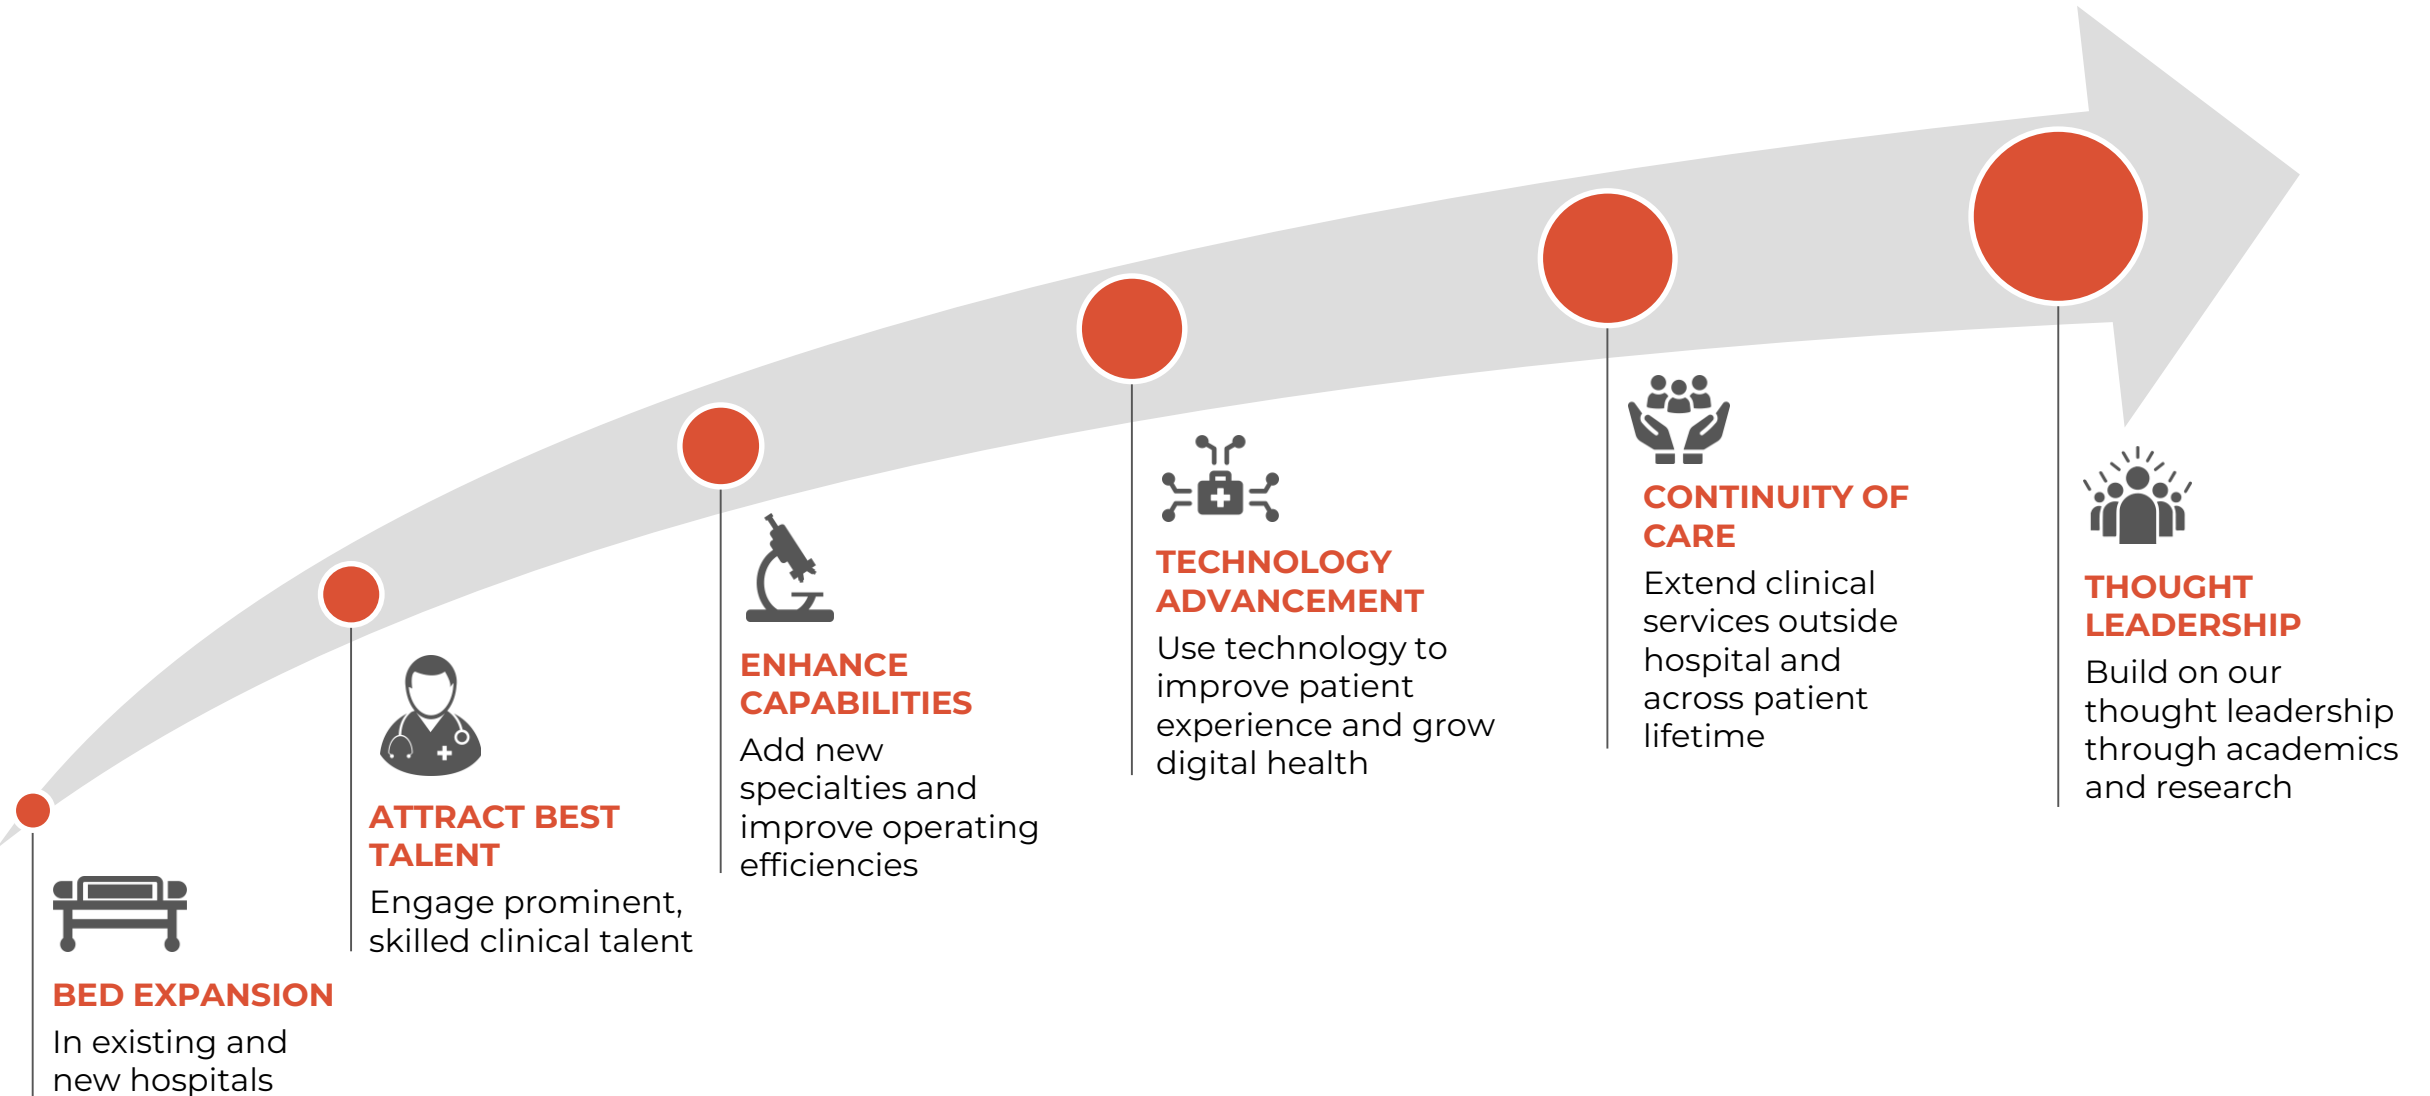 BED EXPANSION
In existing and
new hospitals
ATTRACT BEST
TALENT
Engage prominent,
skilled clinical talent
ENHANCE
CAPABILITIES
Add new
specialties and
improve operating
efficiencies
TECHNOLOGY
ADVANCEMENT
Use technology to
improve patient
experience and grow
digital health
CONTINUITY OF
CARE
Extend clinical
services outside
hospital and
across patient
lifetime
THOUGHT
LEADERSHIP
Build on our
thought leadership
through academics
and research